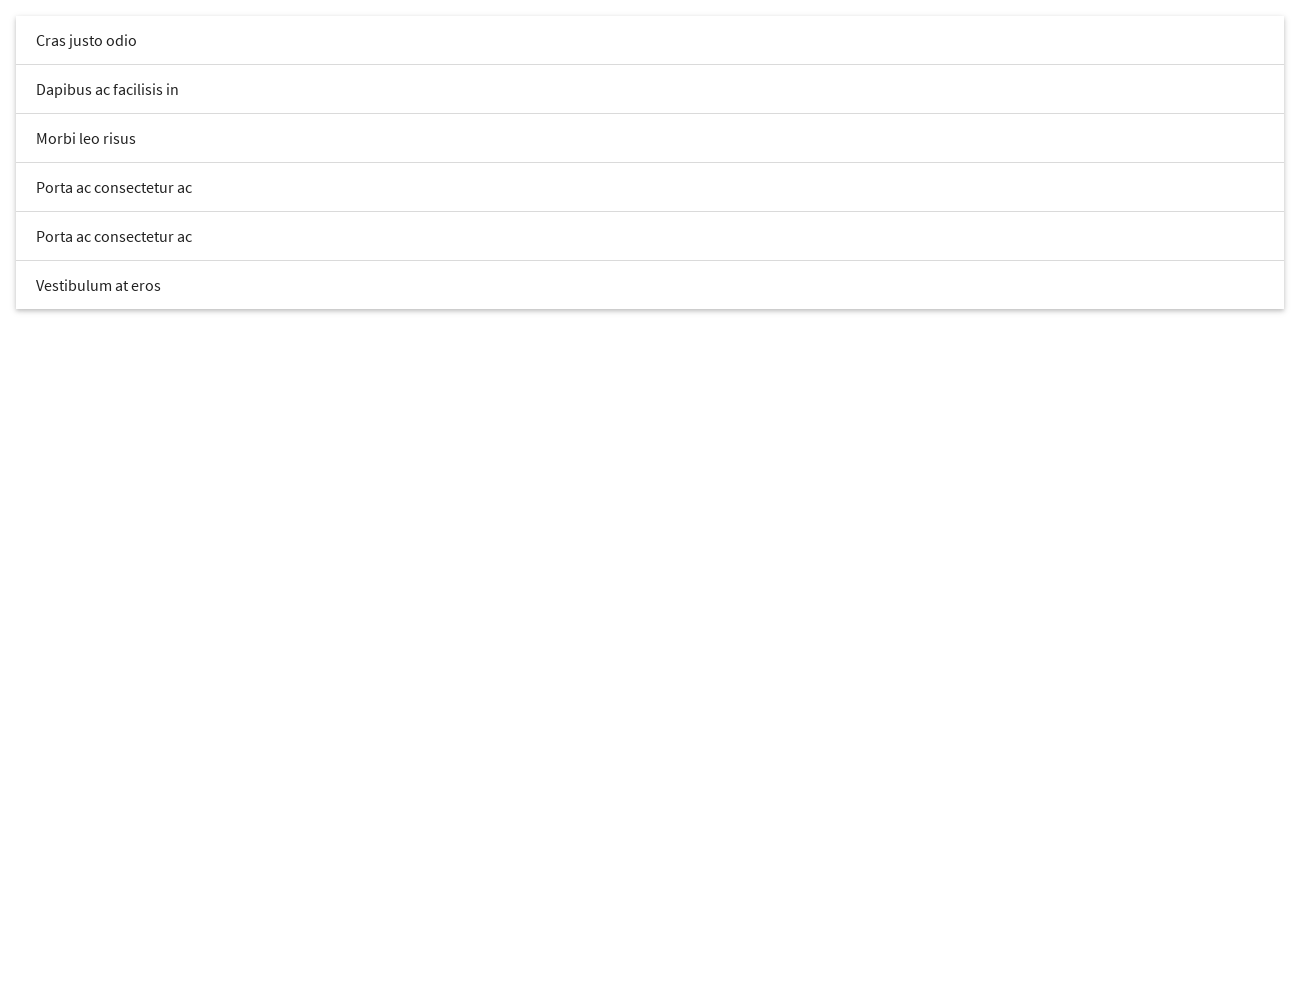 Cras justo odio
Dapibus ac facilisis in
Morbi leo risus
Porta ac consectetur ac
Porta ac consectetur ac
Vestibulum at eros